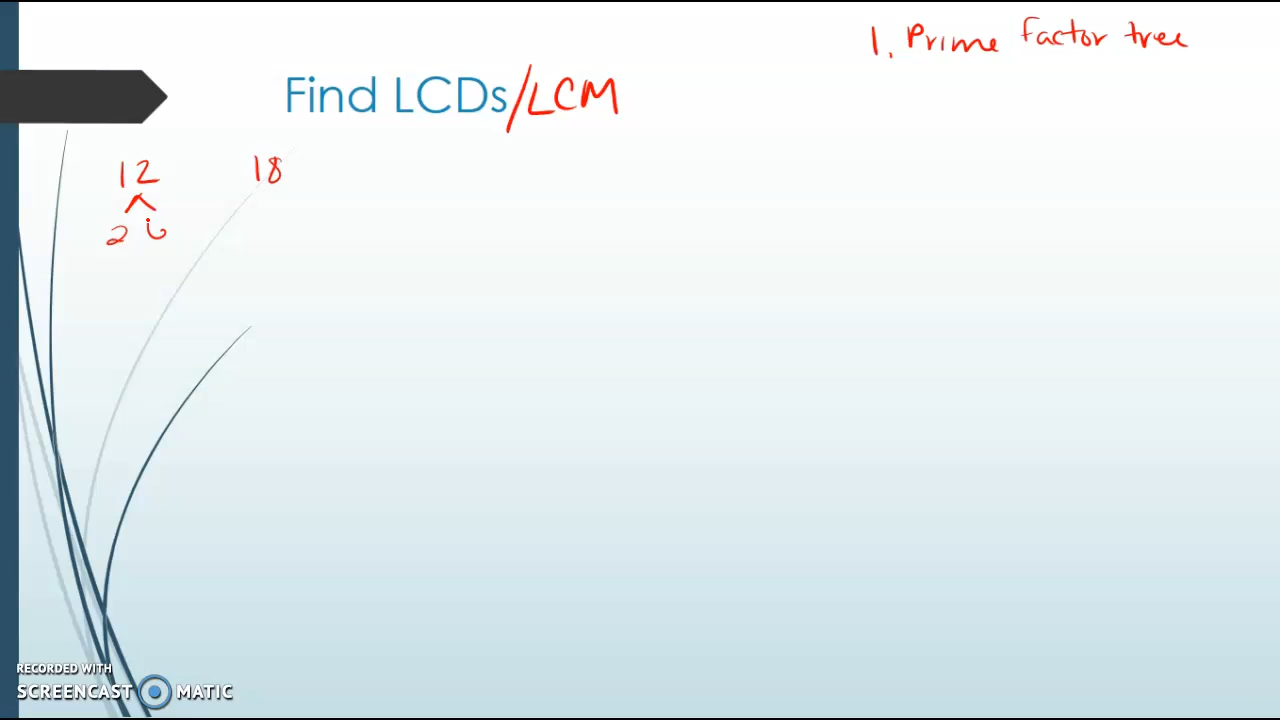 1. Prime factor tree
Find LCDs/LCM
12 18
2 6
RECORDED WITH
SCREENCAST MATIC